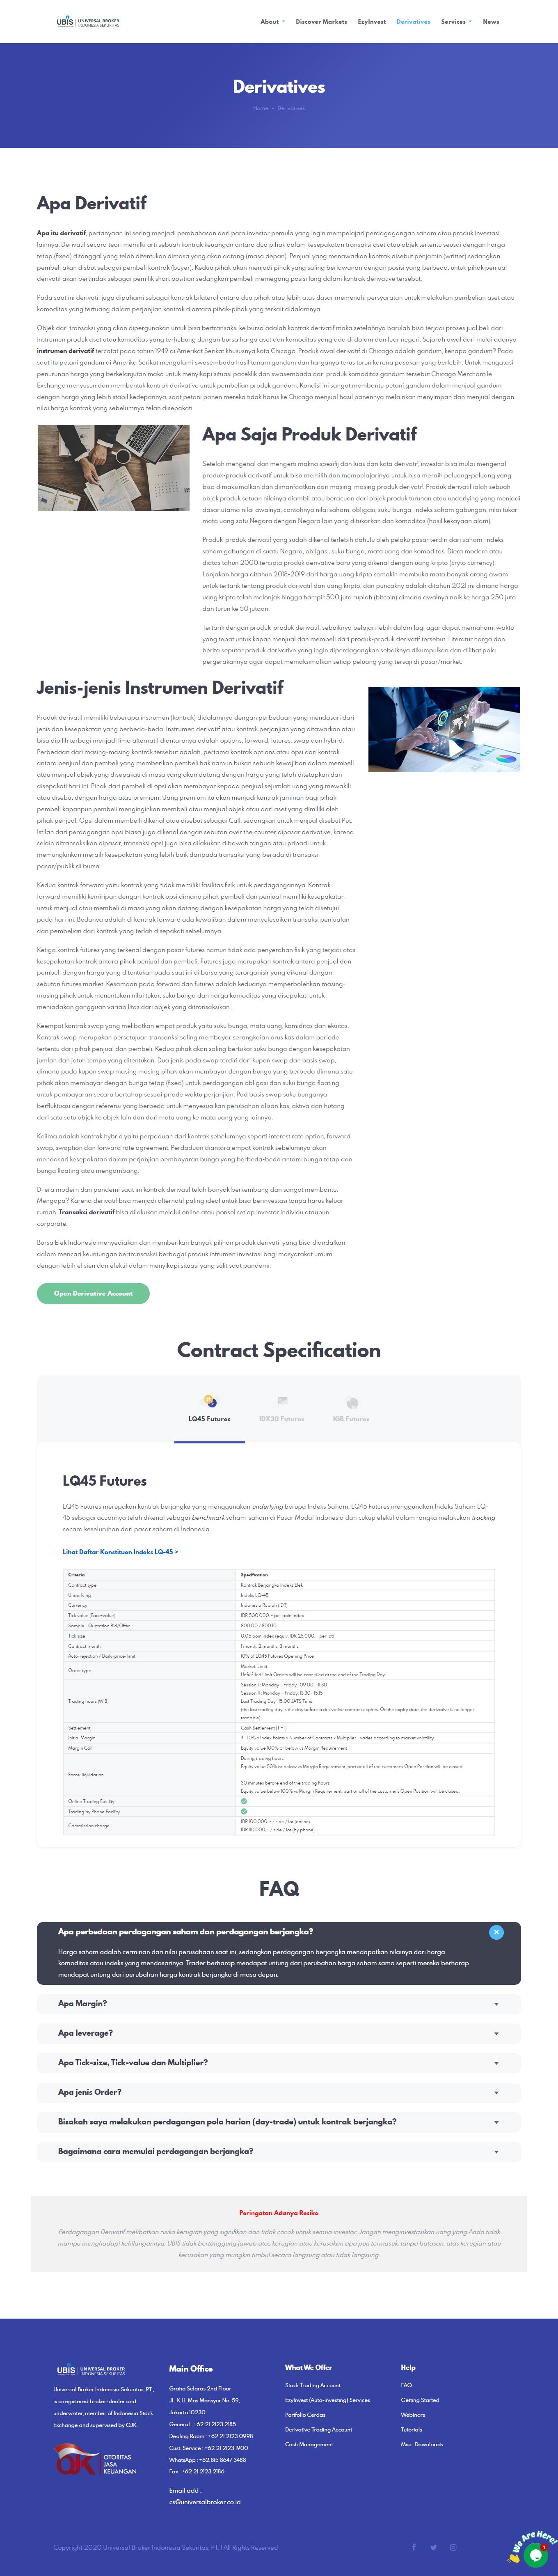 UBIS UNIVERSAL BROKER
INDONESIA SEKURITAS
About
Discover Markets
EzyInvest
Derivatives
Services
News
Derivatives
Home – Derivatives
Apa Derivatif
Apa itu derivatif, pertanyaan ini sering menjadi pembahasan dari para investor pemula yang ingin mempelajari perdagangangan saham atau produk investasi
lainnya. Derivatif secara teori memilki arti sebuah kontrak keuangan antara dua pihak dalam kesepakatan transaksi aset atau objek tertentu sesuai dengan harga
tetap (fixed) ditanggal yang telah ditentukan dimasa yang akan datang (masa depan). Penjual yang menawarkan kontrak disebut penjamin (writer) sedangkan
pembeli akan disbut sebagai pembeli kontrak (buyer). Kedua pihak akan menjadi pihak yang saling berlawanan dengan posisi yang berbeda, untuk pihak penjual
derivatif akan bertindak sebagai pemilik short position sedangkan pembeli memegang posisi long dalam kontrak derivative tersebut.
Pada saat ini derivatif juga dipahami sebagai kontrak bilateral antara dua pihak atau lebih atas dasar memenuhi persyaratan untuk melakukan pembelian aset atau
komoditas yang tertuang dalam perjanjian kontrak diantara pihak-pihak yang terkait didalamnya.
Objek dari transaksi yang akan dipergunakan untuk bisa bertransaksi ke bursa adalah kontrak derivatif maka setelahnya barulah bisa terjadi proses jual beli dari
instrumen produk aset atau komoditas yang terhubung dengan bursa harga aset dan komoditas yang ada di dalam dan luar negeri. Sejarah awal dari mulai adanya
instrumen derivatif tercatat pada tahun 1949 di Amerikat Serikat khususnya kota Chicago. Produk awal derivatif di Chicago adalah gandum, kenapa gandum? Pada
saat itu petani gandum di Amerika Serikat mengalami swasembada hasil tanam gandum dan harganya terus turun karena pasokan yang berlebih. Untuk mengatasi
penurunan harga yang berkelanjutan maka untuk menyikapi situasi paceklik dan swasembada dari produk komoditas gandum tersebut Chicago Merchantile
Exchange menyusun dan membentuk kontrak derivative untuk pembelian produk gandum. Kondisi ini sangat membantu petani gandum dalam menjual gandum
dengan harga yang lebih stabil kedepannya, saat petani panen mereka tidak harus ke Chicago menjual hasil panennya melainkan menyimpan dan menjual dengan
nilai harga kontrak yang sebelumnya telah disepakati.
Apa Saja Produk Derivatif
Setelah mengenal dan mengerti makna spesifij dan luas dari kata derivatif, investor bisa mulai mengenal
produk-produk derivatif untuk bisa memilih dan mempelajarinya untuk bisa meraih peluang-peluang yang
bisa dimaksimalkan dan dimanfaatkan dari masing-masing produk derivatif. Produk derivatif ialah adalah
objek produk satuan nilainya diambil atau beracuan dari objek produk turunan atau underlying yang menjadi
dasar utama nilai awalnya, contohnya nilai saham, obligasi, suku bunga, indeks saham gabungan, nilai tukar
mata uang satu Negara dengan Negara lain yang ditukarkan dan komoditas (hasil kekayaan alam).
Produk-produk derivatif yang sudah dikenal terlebih dahulu oleh pelaku pasar terdiri dari saham, indeks
saham gabungan di suatu Negara, obligasi, suku bunga, mata uang dan komoditas. Diera modern atau
diatas tahun 2000 tercipta produk derivative baru yang dikenal dengan uang kripto (cryto currency).
Lonjakan harga ditahun 2018-2019 dari harga uang kripto semakin membuka mata banyak orang awam
untuk tertarik tentang produk derivatif dari uang kripto, dan puncakny adalah ditahun 2021 ini dimana harga
uang kripto telah melonjak hingga hampir 500 juta rupiah (bitcoin) dimana awalnya naik ke harga 250 juta
dan turun ke 50 jutaan.
Tertarik dengan produk-produk derivatif, sebaiknya pelajari lebih dalam lagi agar dapat memahami waktu
yang tepat untuk kapan menjual dan membeli dari produk-produk derivatif tersebut. Literatur harga dan
berita seputar produk derivative yang ingin diperdagangkan sebaiknya dikumpulkan dan dilihat pola
pergerakannya agar dapat memaksimalkan setiap peluang yang tersaji di pasar/market.
Jenis-jenis Instrumen Derivatif
Produk derivatif memiliki beberapa instrumen (kontrak) didalamnya dengan perbedaan yang mendasari dari
jenis dan kesepakatan yang berbeda-beda. Instrumen derivatif atau kontrak perjanjian yang ditawarkan atau
bisa dipilih terbagi menjadi lima alternatif diantaranya adalah options, forward, futures, swap dan hybrid.
Perbedaan dari masing-masing kontrak tersebut adalah, pertama kontrak options atau opsi dari kontrak
antara penjual dan pembeli yang memberikan pembeli hak namun bukan sebuah kewajiban dalam membeli
atau menjual objek yang disepakati di masa yang akan datang dengan harga yang telah ditetapkan dan
disepakati hari ini. Pihak dari pembeli di opsi akan membayar kepada penjual sejumlah uang yang mewakili
atau disebut dengan harga atau premium. Uang premium itu akan menjadi kontrak jaminan bagi pihak
pembeli kapanpun pembeli menginginkan membeli atau menjual objek atau dari aset yang dimiliki oleh
pihak penjual. Opsi dalam membelli dikenal atau disebut sebagai Call, sedangkan untuk menjual disebut Put.
Istilah dari perdagangan opsi biasa juga dikenal dengan sebutan over the counter dipasar derivative, karena
selain ditransaksikan dipasar, transaksi opsi juga bisa dilakukan dibawah tangan atau pribadi untuk
memungkinkan meraih kesepakatan yang lebih baik daripada transaksi yang berada di transaksi
pasar/publik di bursa.
Kedua kontrak forward yaitu kontrak yang tidak memiliki fasilitas fisik untuk perdagangannya. Kontrak
forward memiliki kemiripan dengan kontrak opsi dimana pihak pembeli dan penjual memiliki kesepakatan
untuk menjual atau membeli di masa yang akan datang dengan kesepakatan harga yang telah disetujui
pada hari ini. Bedanya adalah di kontrak forward ada kewajiban dalam menyelesaikan transaksi penjualan
dan pembelian dari kontrak yang terlah disepakati sebelumnya.
Ketiga kontrak futures yang terkenal dengan pasar futures namun tidak ada penyerahan fisik yang terjadi atas
kesepakatan kontrak antara pihak penjual dan pembeli. Futures juga merupakan kontrak antara penjual dan
pembeli dengan harga yang ditentukan pada saat ini di bursa yang terorganisir yang dikenal dengan
sebutan futures market. Kesamaan pada forward dan futures adalah keduanya memperbolehkan masing-
masing pihak untuk menentukan nilai tukar, suku bunga dan harga komoditas yang disepakati untuk
meniadakan gangguan variabilitas dari objek yang ditransaksikan.
Keempat kontrak swap yang melibatkan empat produk yaitu suku bunga, mata uang, komoditas dan ekuitas.
Kontrak swap merupakan persetujuan transaksi saling membayar serangkaian arus kas dalam periode
tertentu dari pihak penjual dan pembeli. Kedua pihak akan saling bertukar suku bunga dengan kesepakatan
jumlah dan jatuh tempo yang ditentukan. Dua jenis pada swap terdiri dari kupon swap dan basis swap,
dimana pada kupon swap masing masing pihak akan membayar dengan bunga yang berbeda dimana satu
pihak akan membayar dengan bunga tetap (fixed) untuk perdagangan obligasi dan suku bunga floating
untuk pembayaran secara bertahap sesuai priode waktu perjanjian. Pad basis swap suku bunganya
berfluktuasi dengan referensi yang berbeda untuk menyesuaikan perubahan alisan kas, aktiva dan hutang
dari satu satu objek ke objek lain dan dari mata uang ke mata uang yang lainnya.
Kelima adalah kontrak hybrid yaitu perpaduan dari kontrak sebelumnya seperti interest rate option, forward
swap, swaption dan forward rate agreement. Perdaduan diantara empat kontrak sebelumnya akan
mendasari kesepakatan dalam perjanjian pembayaran bunga yang berbeda-beda antara bunga tetap dan
bunga floating atau mengambang.
Di era modern dan pandemi saat ini kontrak derivatif telah banyak berkembang dan sangat membantu.
Mengapa? Karena derivatif bisa menjadi alternatif paling ideal untuk bisa berinvestasi tanpa harus keluar
rumah. Transaksi derivatif bisa dilakukan melalui online atau ponsel setiap investor individu ataupun
corporate.
Bursa Efek Indonesia menyediakan dan memberikan banyak pilihan produk derivatif yang bisa diandalkan
dalam mencari keuntungan bertransaksi berbagai produk intrumen investasi bagi masyarakat umum
dengan lebih efisien dan efektif dalam menyikapi situasi yang sulit saat pandemi.
Open Derivative Account
Contract Specification
LQ45 Futures
IDX30 Futures
IGB Futures
LQ45 Futures
LQ45 Futures merupakan kontrak berjangka yang menggunakan underlying berupa Indeks Saham. LQ45 Futures menggunakan Indeks Saham LQ-
45 sebagai acuannya telah dikenal sebagai benchmark saham-saham di Pasar Modal Indonesia dan cukup efektif dalam rangka melakukan tracking
secara keseluruhan dari pasar saham di Indonesia.
Lihat Daftar Konstituen Indeks LQ-45 >
Criteria Specification
Contract type Kontrak Berjangka Indeks Efek
Underlying Indeks LQ-45
Currency Indonesia Rupiah (IDR)
Tick value (Face-value) IDR 500.000, - per poin index
Sample - Quotation Bid/Offer 800.00 / 800.10
Tick size 0.05 poin index (equiv. IDR 25.000, - per lot)
Contract month 1 month, 2 months, 3 months
Auto-rejection / Daily-price-limit 10% of LQ45 Futures Opening Price
Order type Market, Limit
Unfulfilled Limit Orders will be cancelled at the end of the Trading Day
Trading hours (WIB) Session I : Monday – Friday : 09.00 – 11.30
Session II : Monday – Friday: 13.30– 15.15
Last Trading Day : 15.00 JATS Time
(the last trading day is the day before a derivative contract expires. On the expiry date, the derivative is no longer
tradable)
Settlement Cash Settlement (T + 1)
Initial Margin 4 - 10% x Index Points x Number of Contracts x Multiplier - varies according to market volatility
Margin Call Equity value 100% or below vs Margin Requirement
Force-liquidation During trading hours
Equity value 50% or below vs Margin Requirement; part or all of the customer's Open Position will be closed.
30 minutes before end of the trading hours;
Equity value below 100% vs Margin Requirement; part or all of the customer's Open Position will be closed.
Online Trading Facility
Trading by Phone Facility
Commission charge IDR 100.000, - / side / lot (online)
IDR 110.000, - / side / lot (by phone)
FAQ
Apa perbedaan perdagangan saham dan perdagangan berjangka?
Harga saham adalah cerminan dari nilai perusahaan saat ini, sedangkan perdagangan berjangka mendapatkan nilainya dari harga
komoditas atau indeks yang mendasarinya. Trader berharap mendapat untung dari perubahan harga saham sama seperti mereka berharap
mendapat untung dari perubahan harga kontrak berjangka di masa depan.
Apa Margin?
Apa leverage?
Apa Tick-size, Tick-value dan Multiplier?
Apa jenis Order?
Bisakah saya melakukan perdagangan pola harian (day-trade) untuk kontrak berjangka?
Bagaimana cara memulai perdagangan berjangka?
Peringatan Adanya Resiko
Perdagangan Derivatif melibatkan risiko kerugian yang signifikan dan tidak cocok untuk semua investor. Jangan menginvestasikan uang yang Anda tidak
mampu menghadapi kehilangannya. UBIS tidak bertanggung jawab atas kerugian atau kerusakan apa pun termasuk, tanpa batasan, atas kerugian atau
kerusakan yang mungkin timbul secara langsung atau tidak langsung.
UBIS UNIVERSAL BROKER
INDONESIA SEKURITAS
Universal Broker Indonesia Sekuritas, PT.,
is a registered broker-dealer and
underwriter, member of Indonesia Stock
Exchange and supervised by OJK.
OJK OTORITAS
JASA
KEUANGAN
Main Office
Graha Selaras 2nd Floor
JL. K.H. Mas Mansyur No. 59,
Jakarta 10230
General : +62 21 2123 2185
Dealing Room : +62 21 2123 0998
Cust. Service : +62 21 2123 1900
WhatsApp : +62 815 8647 3488
Fax : +62 21 2123 2186
Email add :
cs@universalbroker.co.id
What We Offer
Stock Trading Account
EzyInvest (Auto-investing) Services
Portfolio Cerdas
Derivative Trading Account
Cash Management
Help
FAQ
Getting Started
Webinars
Tutorials
Misc. Downloads
Copyright 2020 Universal Broker Indonesia Sekuritas, PT. | All Rights Reserved
We Are Here!
1